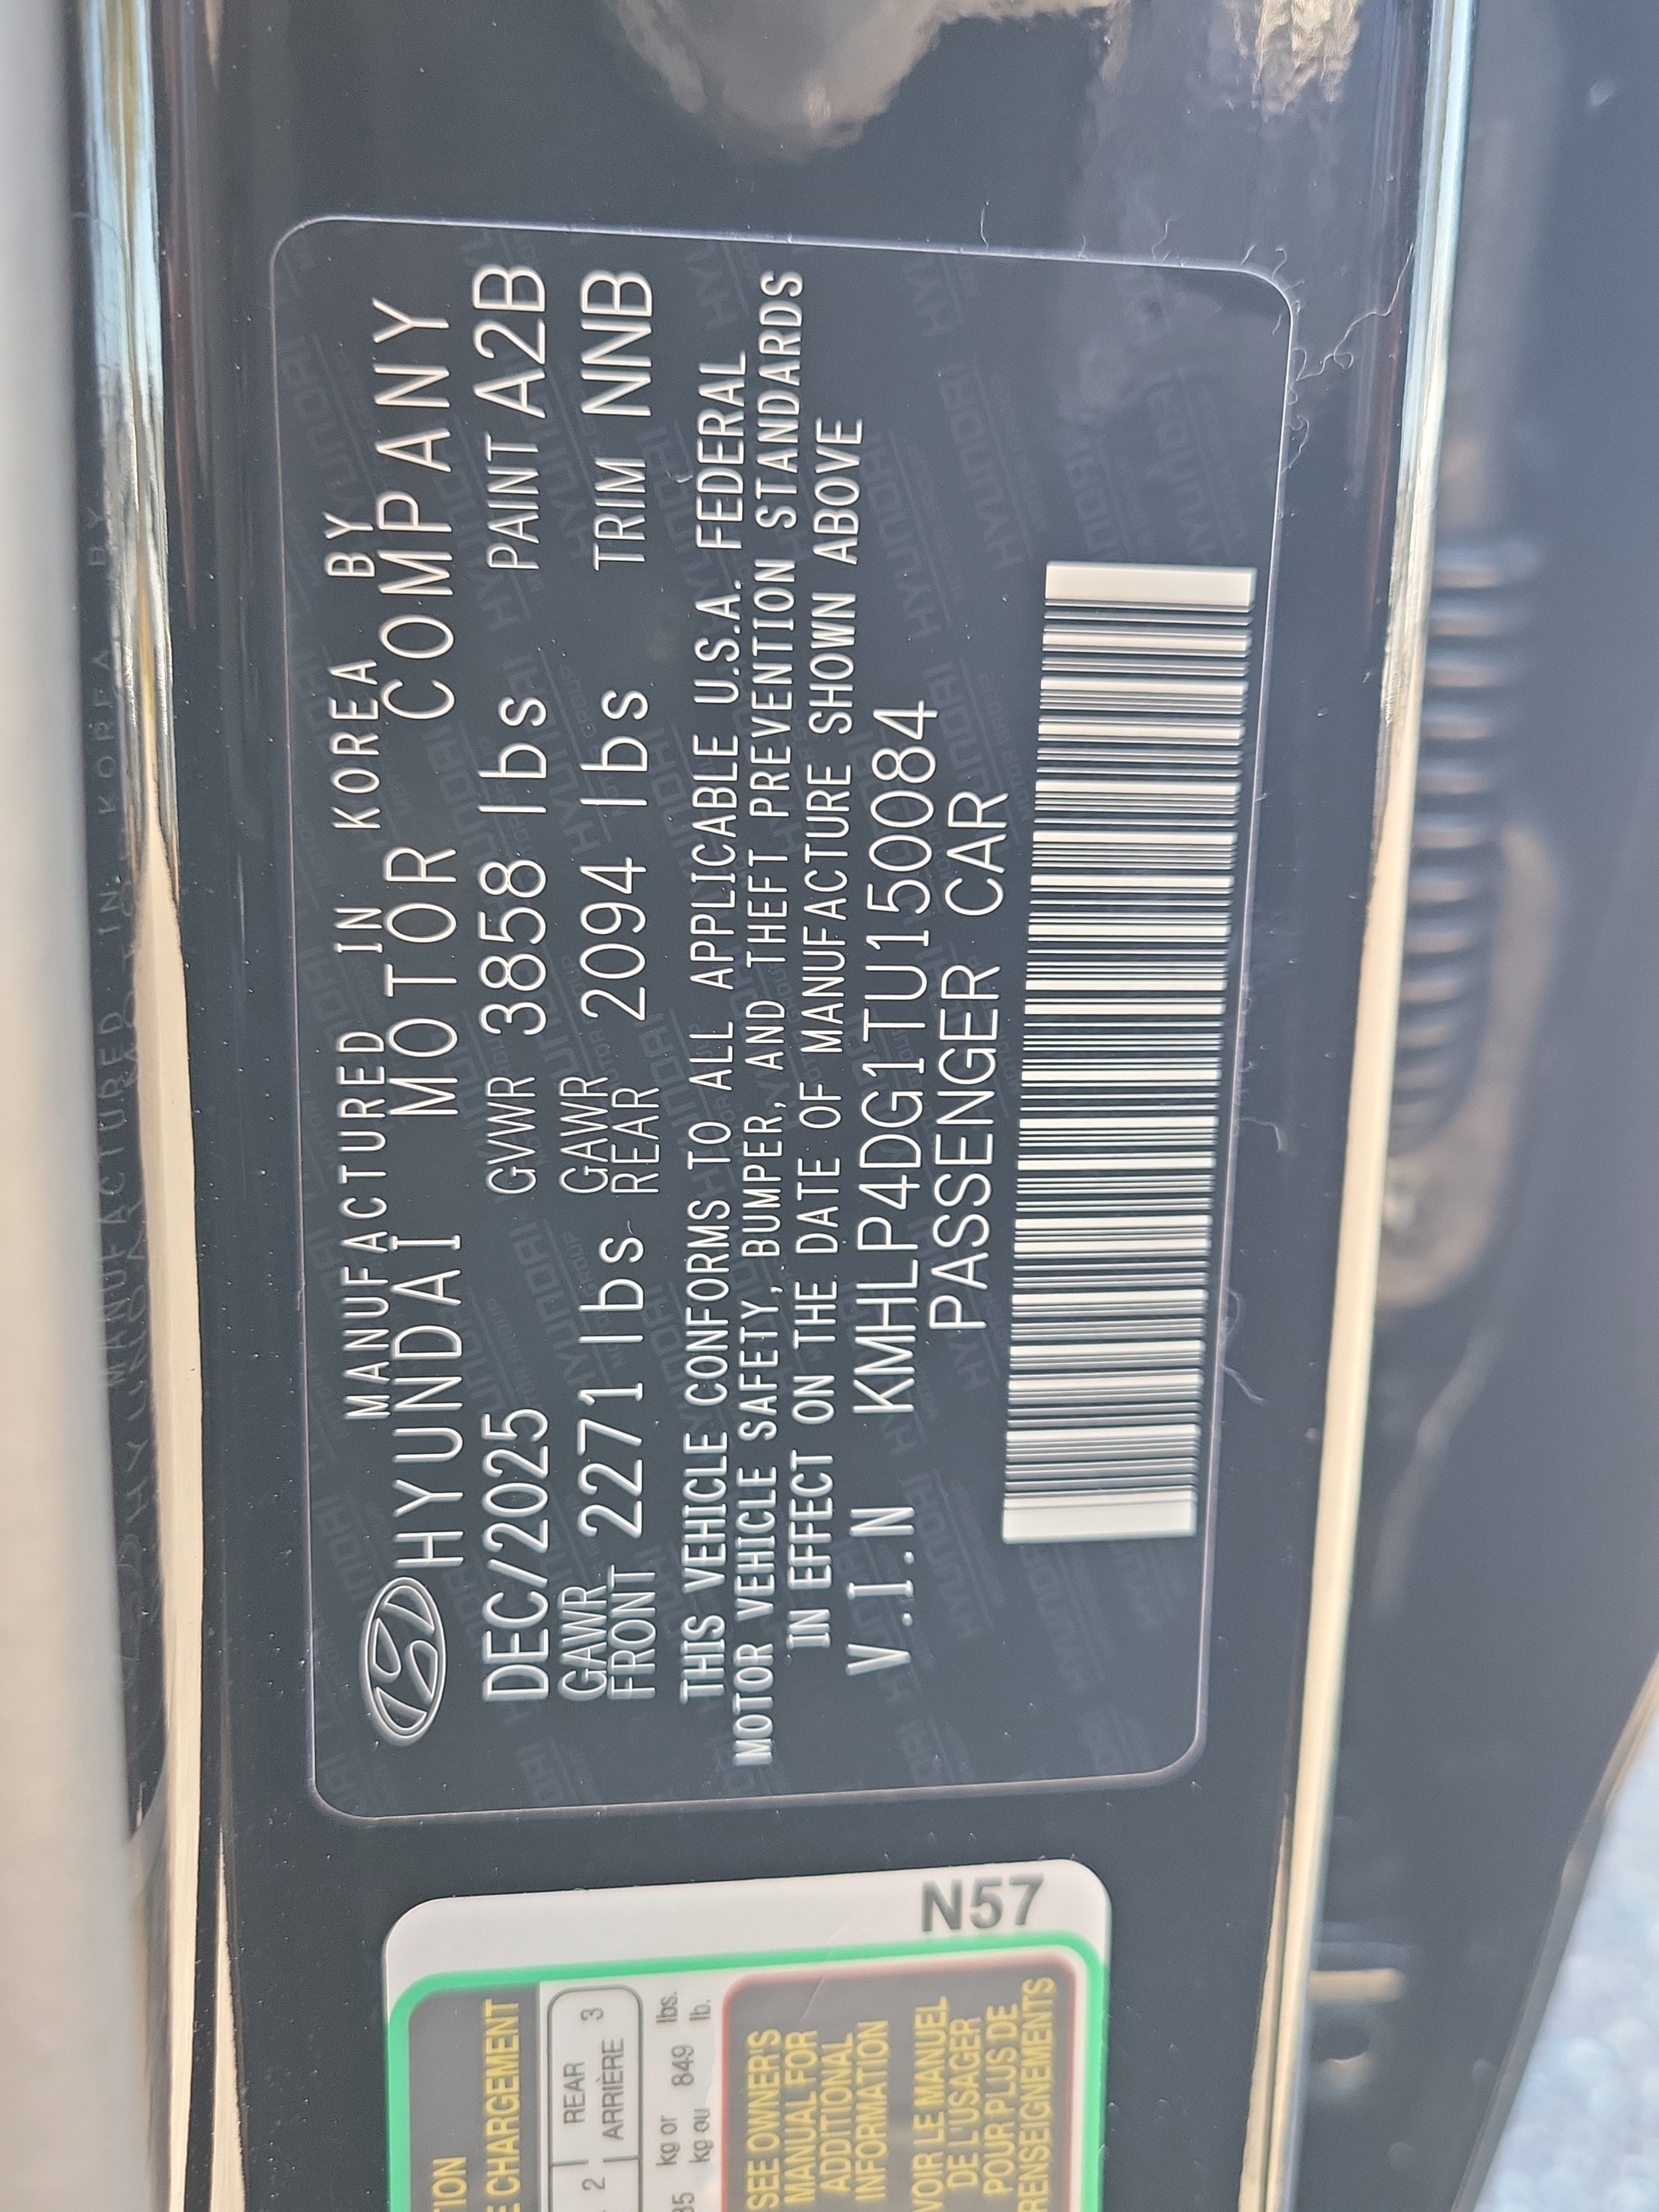 MANUFACTURED IN KOREA BY
HYUNDAI MOTOR COMPANY
DEC/2025 GVWR 3858 lbs PAINT A2B
GAWR FRONT 2271 lbs GAWR REAR 2094 lbs TRIM NNB
THIS VEHICLE CONFORMS TO ALL APPLICABLE U.S.A. FEDERAL
MOTOR VEHICLE SAFETY, BUMPER, AND THEFT PREVENTION STANDARDS
IN EFFECT ON THE DATE OF MANUFACTURE SHOWN ABOVE
V.I.N KMHLP4DG1TU150084
PASSENGER CAR
CHARGEMENT
2 REAR 3
ARRIÈRE
kg or 849 lbs.
kg ou lb.
SEE OWNER'S
MANUAL FOR
ADDITIONAL
INFORMATION
VOIR LE MANUEL
DE L'USAGER
POUR PLUS DE
RENSEIGNEMENTS
N57